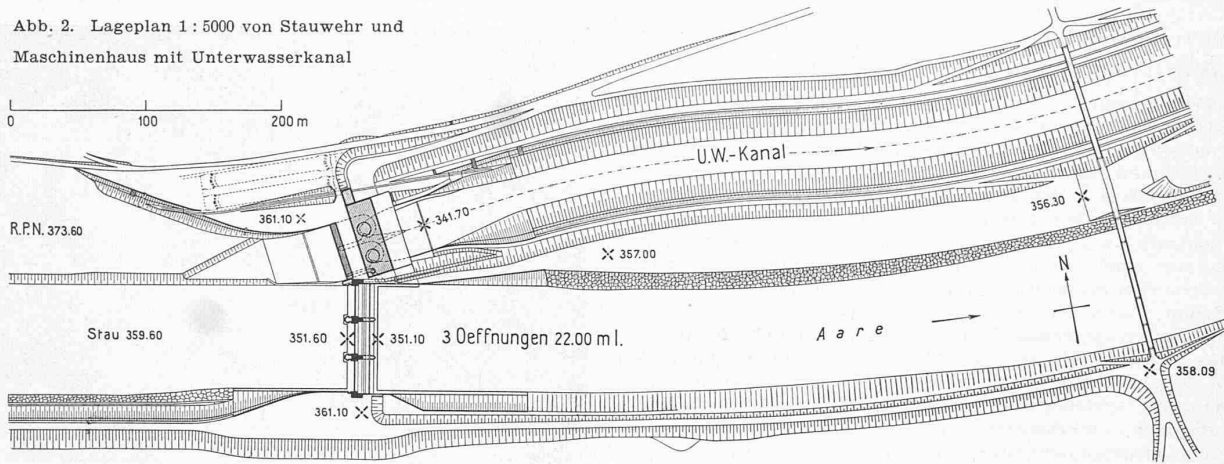 Abb. 2. Lageplan 1 : 5000 von Stauwehr und
Maschinenhaus mit Unterwasserkanal
0 100 200 m
U.W.-Kanal
361.10
341.70
356.30
R.P.N. 373.60
357.00
N
Stau 359.60
351.60
351.10
3 Oeffnungen 22.00 m l.
Aare
358.09
361.10